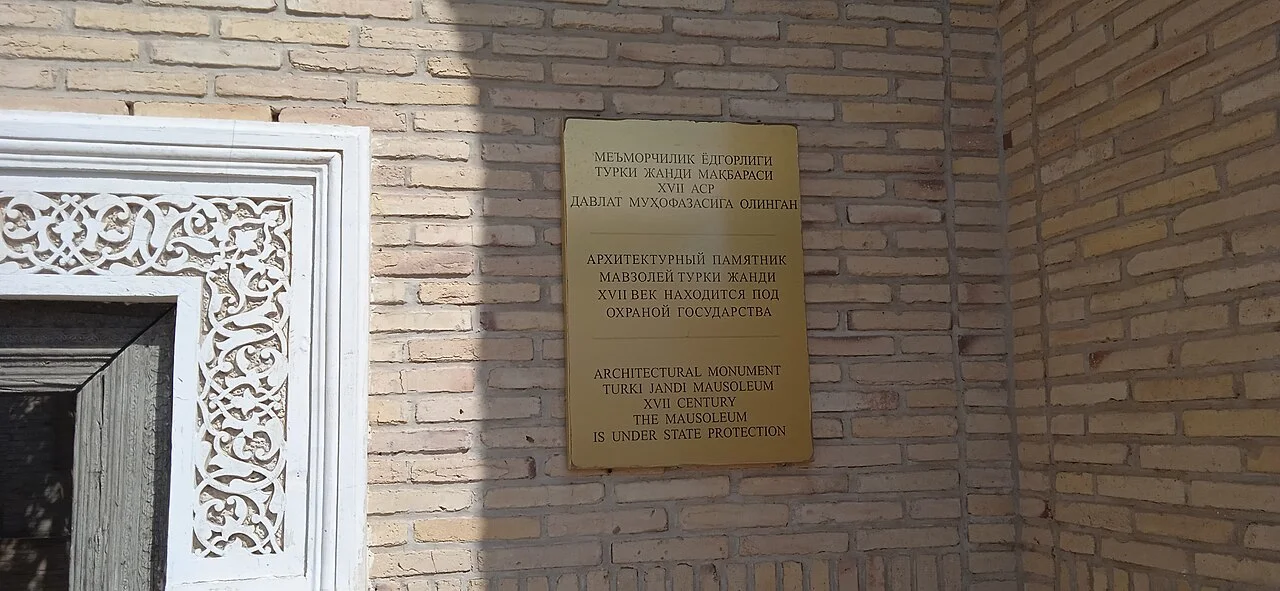 МЕЪМОРЧИЛИК ЁДГОРЛИГИ
ТУРКИ ЖАНДИ МАҚБАРАСИ
XVII АСР
ДАВЛАТ МУҲОФАЗАСИГА ОЛИНГАН
АРХИТЕКТУРНЫЙ ПАМЯТНИК
МАВЗОЛЕЙ ТУРКИ ЖАНДИ
XVII ВЕК НАХОДИТСЯ ПОД
ОХРАНОЙ ГОСУДАРСТВА
ARCHITECTURAL MONUMENT
TURKI JANDI MAUSOLEUM
XVII CENTURY
THE MAUSOLEUM
IS UNDER STATE PROTECTION